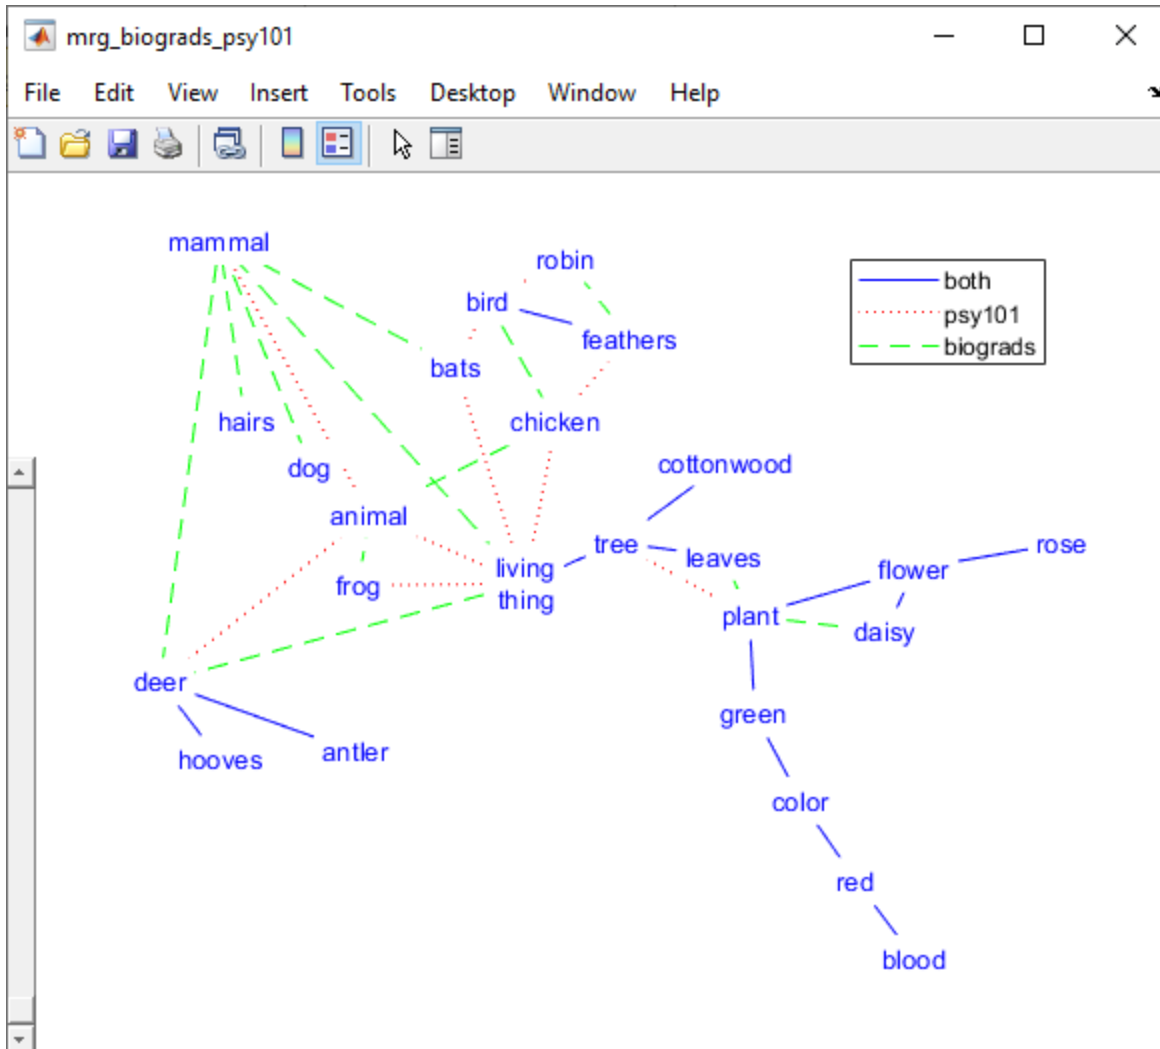 mrg_biograds_psy101
File Edit View Insert Tools Desktop Window Help
mammal
robin
bird
both
psy101
biograds
feathers
bats
hairs
chicken
dog
cottonwood
animal
tree
leaves
rose
flower
living
thing
frog
plant
daisy
deer
green
hooves
antler
color
red
blood